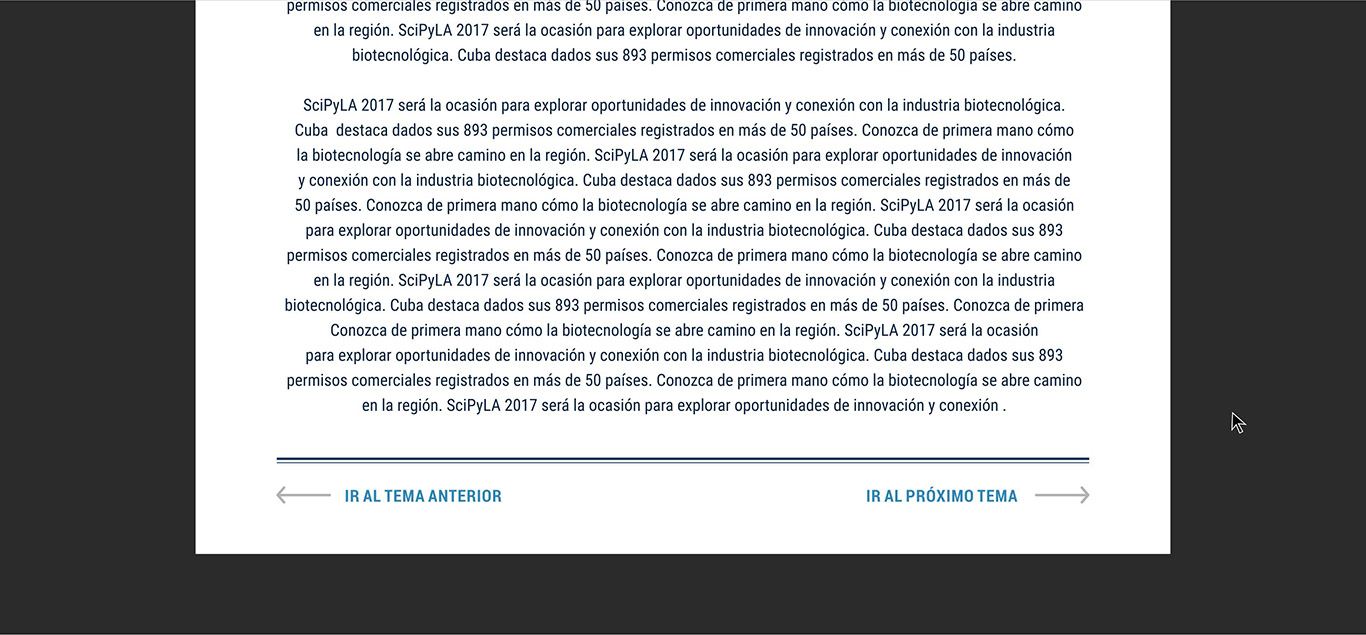 permisos comerciales registrados en más de 50 países. Conozca de primera mano cómo la biotecnología se abre camino
en la región. SciPyLA 2017 será la ocasión para explorar oportunidades de innovación y conexión con la industria
biotecnológica. Cuba destaca dados sus 893 permisos comerciales registrados en más de 50 países.
SciPyLA 2017 será la ocasión para explorar oportunidades de innovación y conexión con la industria biotecnológica.
Cuba  destaca dados sus 893 permisos comerciales registrados en más de 50 países. Conozca de primera mano cómo
la biotecnología se abre camino en la región. SciPyLA 2017 será la ocasión para explorar oportunidades de innovación
y conexión con la industria biotecnológica. Cuba destaca dados sus 893 permisos comerciales registrados en más de
50 países. Conozca de primera mano cómo la biotecnología se abre camino en la región. SciPyLA 2017 será la ocasión
para explorar oportunidades de innovación y conexión con la industria biotecnológica. Cuba destaca dados sus 893
permisos comerciales registrados en más de 50 países. Conozca de primera mano cómo la biotecnología se abre camino
en la región. SciPyLA 2017 será la ocasión para explorar oportunidades de innovación y conexión con la industria
biotecnológica. Cuba destaca dados sus 893 permisos comerciales registrados en más de 50 países. Conozca de primera
Conozca de primera mano cómo la biotecnología se abre camino en la región. SciPyLA 2017 será la ocasión
para explorar oportunidades de innovación y conexión con la industria biotecnológica. Cuba destaca dados sus 893
permisos comerciales registrados en más de 50 países. Conozca de primera mano cómo la biotecnología se abre camino
en la región. SciPyLA 2017 será la ocasión para explorar oportunidades de innovación y conexión .
IR AL TEMA ANTERIOR
IR AL PRÓXIMO TEMA